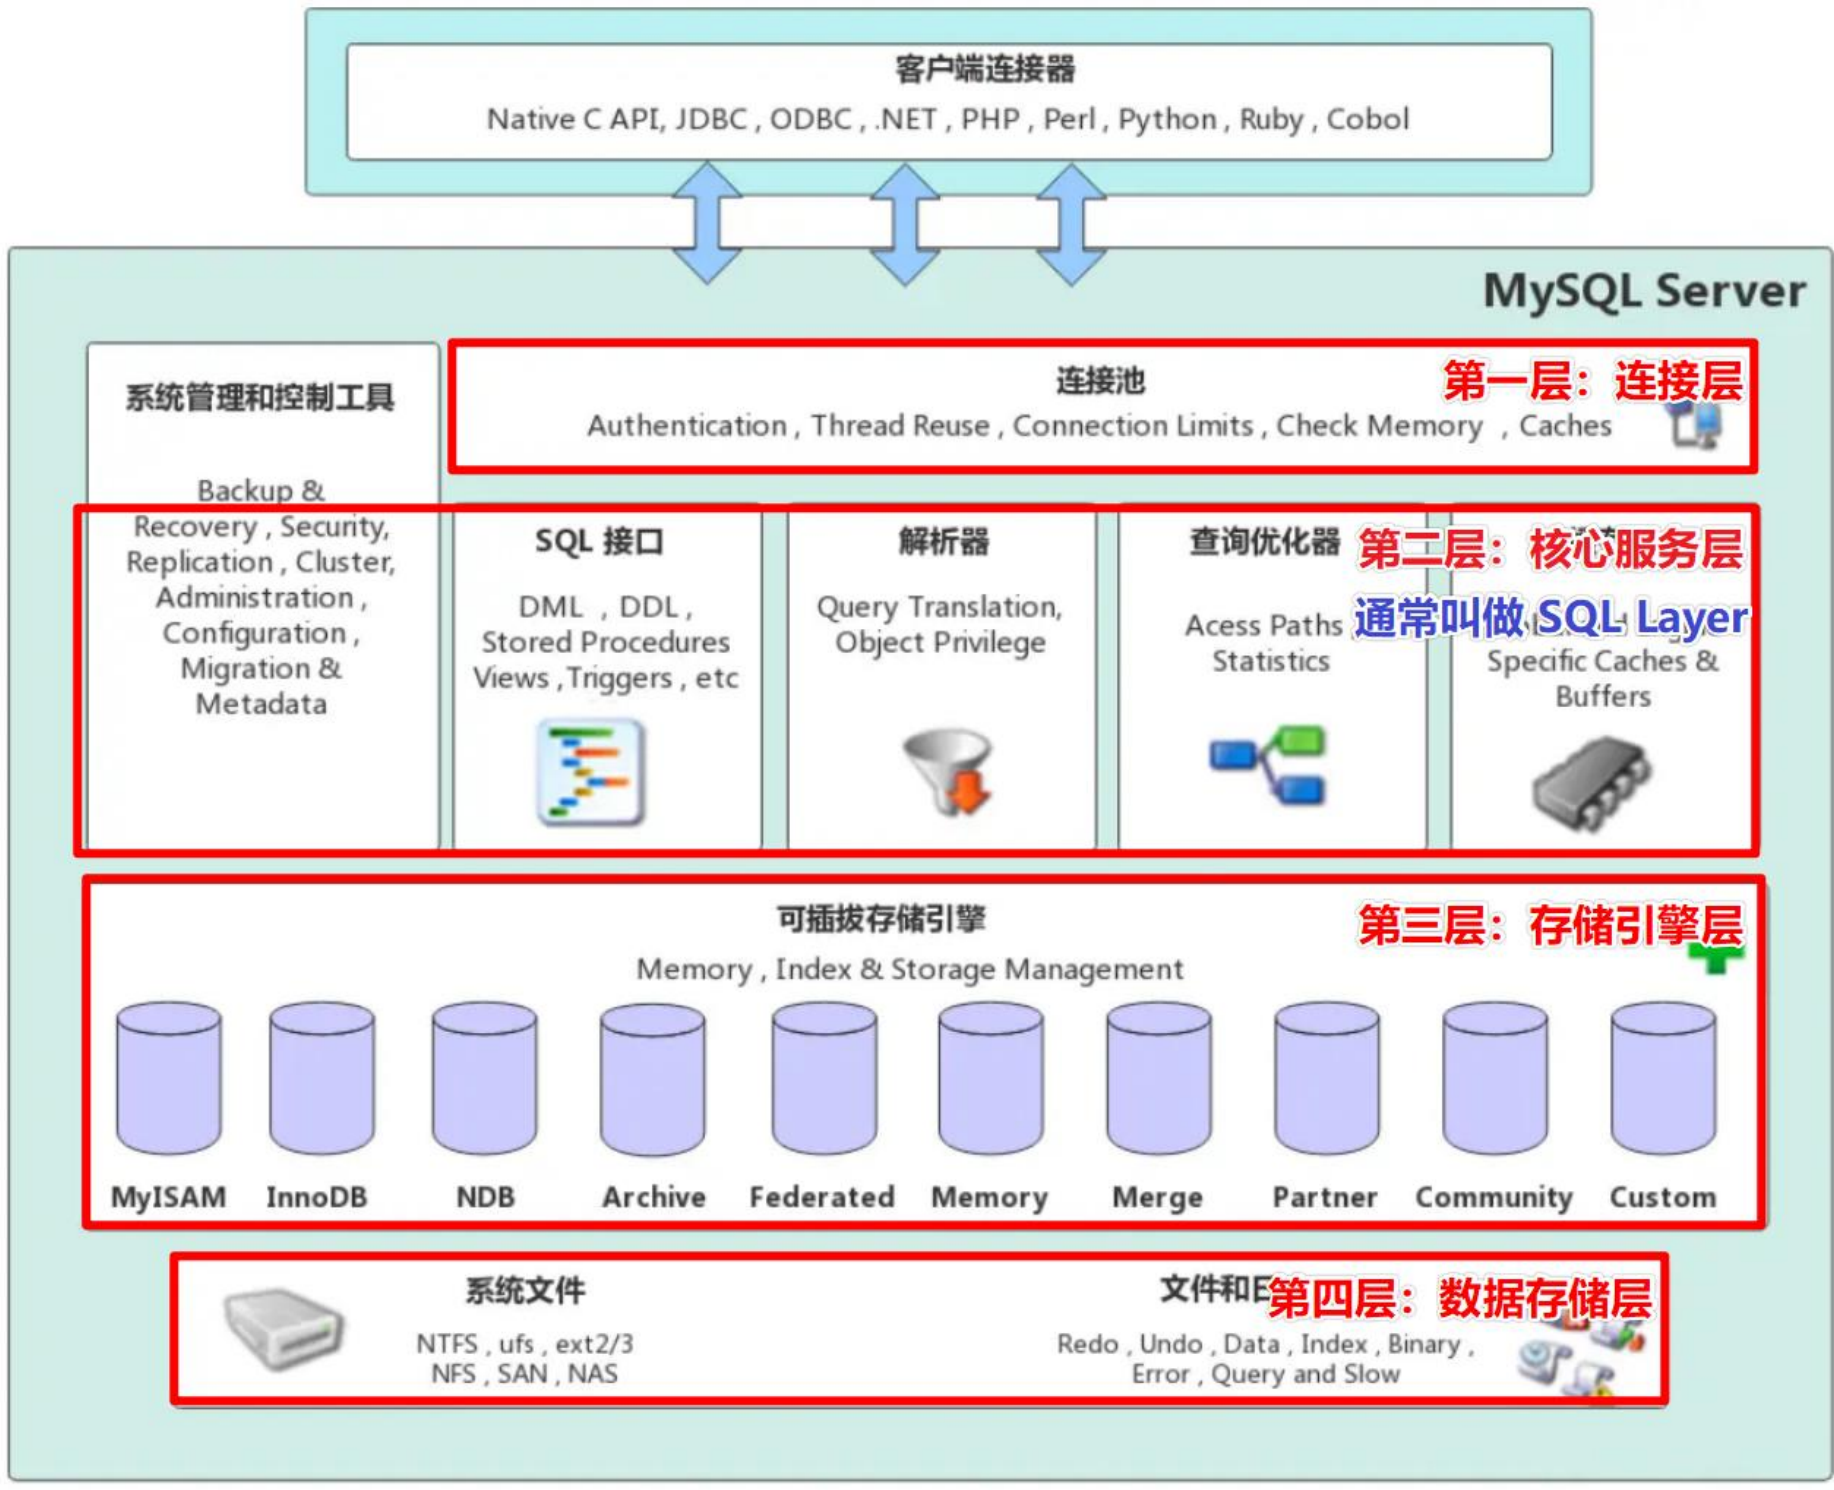 客户端连接器
Native C API, JDBC , ODBC , .NET , PHP , Perl , Python , Ruby , Cobol
MySQL Server
系统管理和控制工具
Backup &
Recovery , Security,
Replication , Cluster,
Administration ,
Configuration ,
Migration &
Metadata
连接池
第一层：连接层
Authentication , Thread Reuse , Connection Limits , Check Memory , Caches
SQL 接口
DML , DDL ,
Stored Procedures
Views ,Triggers , etc
解析器
Query Translation,
Object Privilege
查询优化器
Acess Paths
Statistics
第二层：核心服务层
通常叫做 SQL Layer
Specific Caches &
Buffers
可插拔存储引擎
第三层：存储引擎层
Memory , Index & Storage Management
MyISAM
InnoDB
NDB
Archive
Federated
Memory
Merge
Partner
Community
Custom
系统文件
NTFS , ufs , ext2/3
NFS , SAN , NAS
文件和
第四层：数据存储层
Redo , Undo , Data , Index , Binary ,
Error , Query and Slow